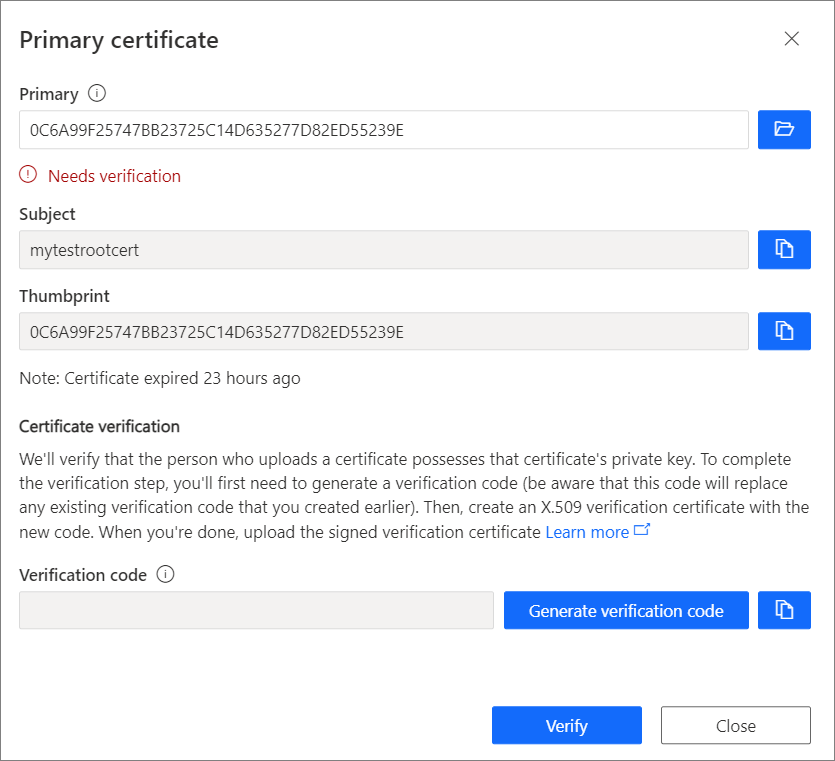 Primary certificate
Primary
0C6A99F25747BB23725C14D635277D82ED55239E
Needs verification
Subject
mytestrootcert
Thumbprint
0C6A99F25747BB23725C14D635277D82ED55239E
Note: Certificate expired 23 hours ago
Certificate verification
We'll verify that the person who uploads a certificate possesses that certificate's private key. To complete
the verification step, you'll first need to generate a verification code (be aware that this code will replace
any existing verification code that you created earlier). Then, create an X.509 verification certificate with the
new code. When you're done, upload the signed verification certificate Learn more
Verification code
Generate verification code
Verify
Close